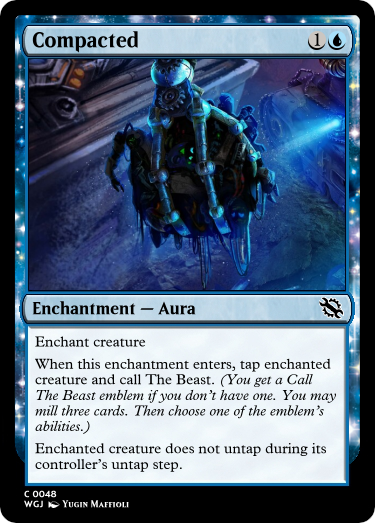 Compacted 1
Enchantment — Aura
Enchant creature
When this enchantment enters, tap enchanted
creature and call The Beast. (You get a Call
The Beast emblem if you don't have one. You may
mill three cards. Then choose one of the emblem's
abilities.)
Enchanted creature does not untap during its
controller's untap step.
C 0048
WGJ Yugin Maffioli